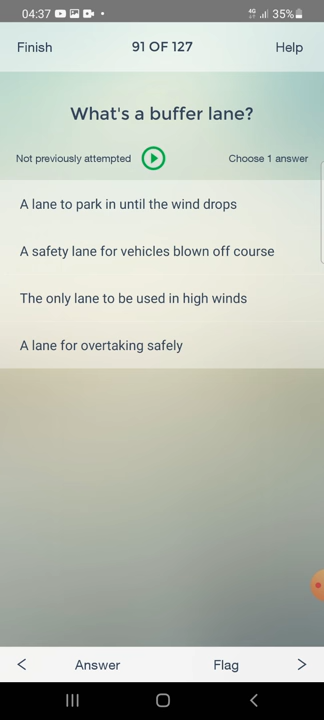 04:37
4G
35%
Finish
91 OF 127
Help
What's a buffer lane?
Not previously attempted
Choose 1 answer
A lane to park in until the wind drops
A safety lane for vehicles blown off course
The only lane to be used in high winds
A lane for overtaking safely
Answer
Flag